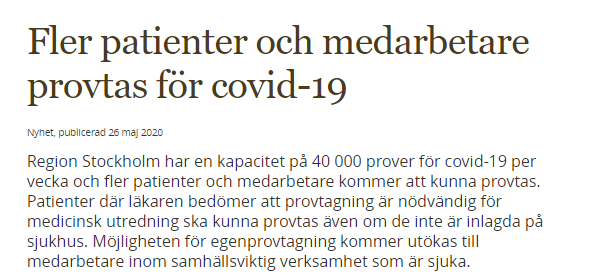 Fler patienter och medarbetare
provtas för covid-19
Nyhet, publicerad 26 maj 2020
Region Stockholm har en kapacitet på 40 000 prover för covid-19 per
vecka och fler patienter och medarbetare kommer att kunna provtas.
Patienter där läkaren bedömer att provtagning är nödvändig för
medicinsk utredning ska kunna provtas även om de inte är inlagda på
sjukhus. Möjligheten för egenprovtagning kommer utökas till
medarbetare inom samhällsviktig verksamhet som är sjuka.